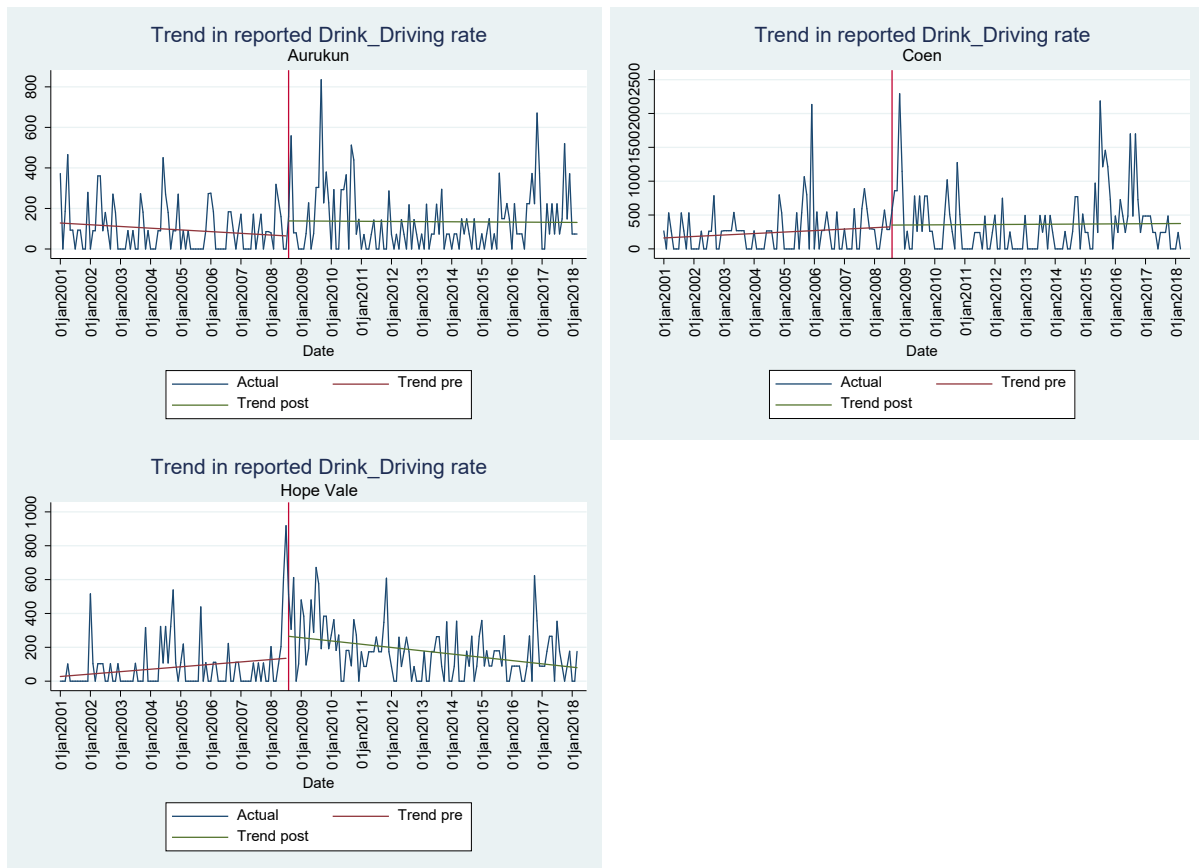 Trend in reported Drink_Driving rate
Aurukun
800
600
400
200
0
01jan2001
01jan2002
01jan2003
01jan2004
01jan2005
01jan2006
01jan2007
01jan2008
01jan2009
01jan2010
01jan2011
01jan2012
01jan2013
01jan2014
01jan2015
01jan2016
01jan2017
01jan2018
Date
Actual Trend pre
Trend post
Trend in reported Drink_Driving rate
Coen
2500
2000
1500
1000
500
0
01jan2001
01jan2002
01jan2003
01jan2004
01jan2005
01jan2006
01jan2007
01jan2008
01jan2009
01jan2010
01jan2011
01jan2012
01jan2013
01jan2014
01jan2015
01jan2016
01jan2017
01jan2018
Date
Actual Trend pre
Trend post
Trend in reported Drink_Driving rate
Hope Vale
1000
800
600
400
200
0
01jan2001
01jan2002
01jan2003
01jan2004
01jan2005
01jan2006
01jan2007
01jan2008
01jan2009
01jan2010
01jan2011
01jan2012
01jan2013
01jan2014
01jan2015
01jan2016
01jan2017
01jan2018
Date
Actual Trend pre
Trend post